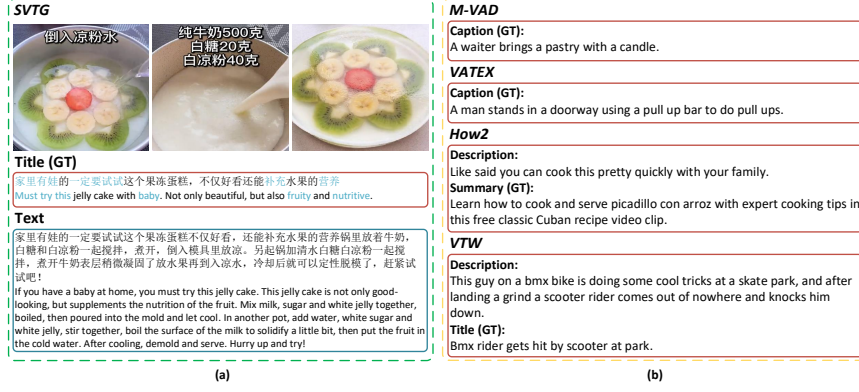 SVTG
倒入凉粉水
纯牛奶500克
白糖20克
白凉粉40克
Title (GT)
家里有娃的一定要试试这个果冻蛋糕，不仅好看还能补充水果的营养
Must try this jelly cake with baby. Not only beautiful, but also fruity and nutritive.
Text
家里有娃的一定要试试这个果冻蛋糕不仅好看，还能补充水果的营养锅里放着牛奶，
白糖和白凉粉一起搅拌，煮开，倒入模具里放凉。另起锅加清水白糖白凉粉一起搅
拌，煮开牛奶表层稍微凝固了放水果再到入凉水，冷却后就可以定性脱模了，赶紧试
试吧！
If you have a baby at home, you must try this jelly cake. This jelly cake is not only good-
looking, but supplements the nutrition of the fruit. Mix milk, sugar and white jelly together,
boiled, then poured into the mold and let cool. In another pot, add water, white sugar and
white jelly, stir together, boil the surface of the milk to solidify a little bit, then put the fruit in
the cold water. After cooling, demold and serve. Hurry up and try!
(a)
M-VAD
Caption (GT):
A waiter brings a pastry with a candle.
VATEX
Caption (GT):
A man stands in a doorway using a pull up bar to do pull ups.
How2
Description:
Like said you can cook this pretty quickly with your family.
Summary (GT):
Learn how to cook and serve picadillo con arroz with expert cooking tips in
this free classic Cuban recipe video clip.
VTW
Description:
This guy on a bmx bike is doing some cool tricks at a skate park, and after
landing a grind a scooter rider comes out of nowhere and knocks him
down.
Title (GT):
Bmx rider gets hit by scooter at park.
(b)